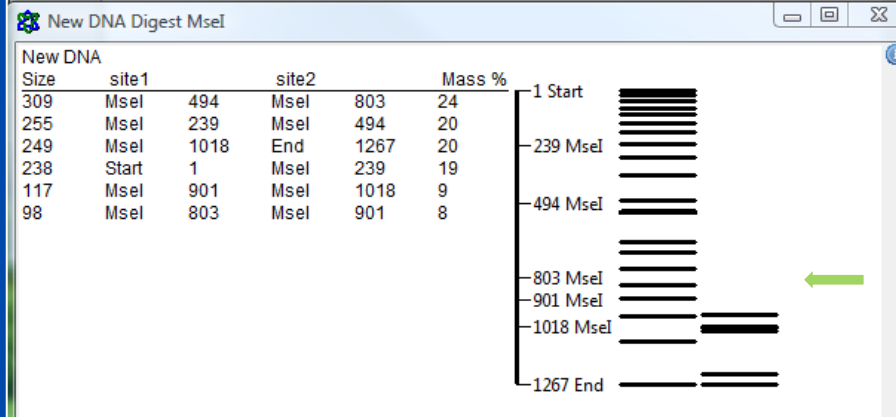 New DNA Digest MseI
New DNA
Size site1 site2 Mass %
309 MseI 494 MseI 803 24
255 MseI 239 MseI 494 20
249 MseI 1018 End 1267 20
238 Start 1 MseI 239 19
117 MseI 901 MseI 1018 9
98 MseI 803 MseI 901 8
1 Start
239 MseI
494 MseI
803 MseI
901 MseI
1018 MseI
1267 End